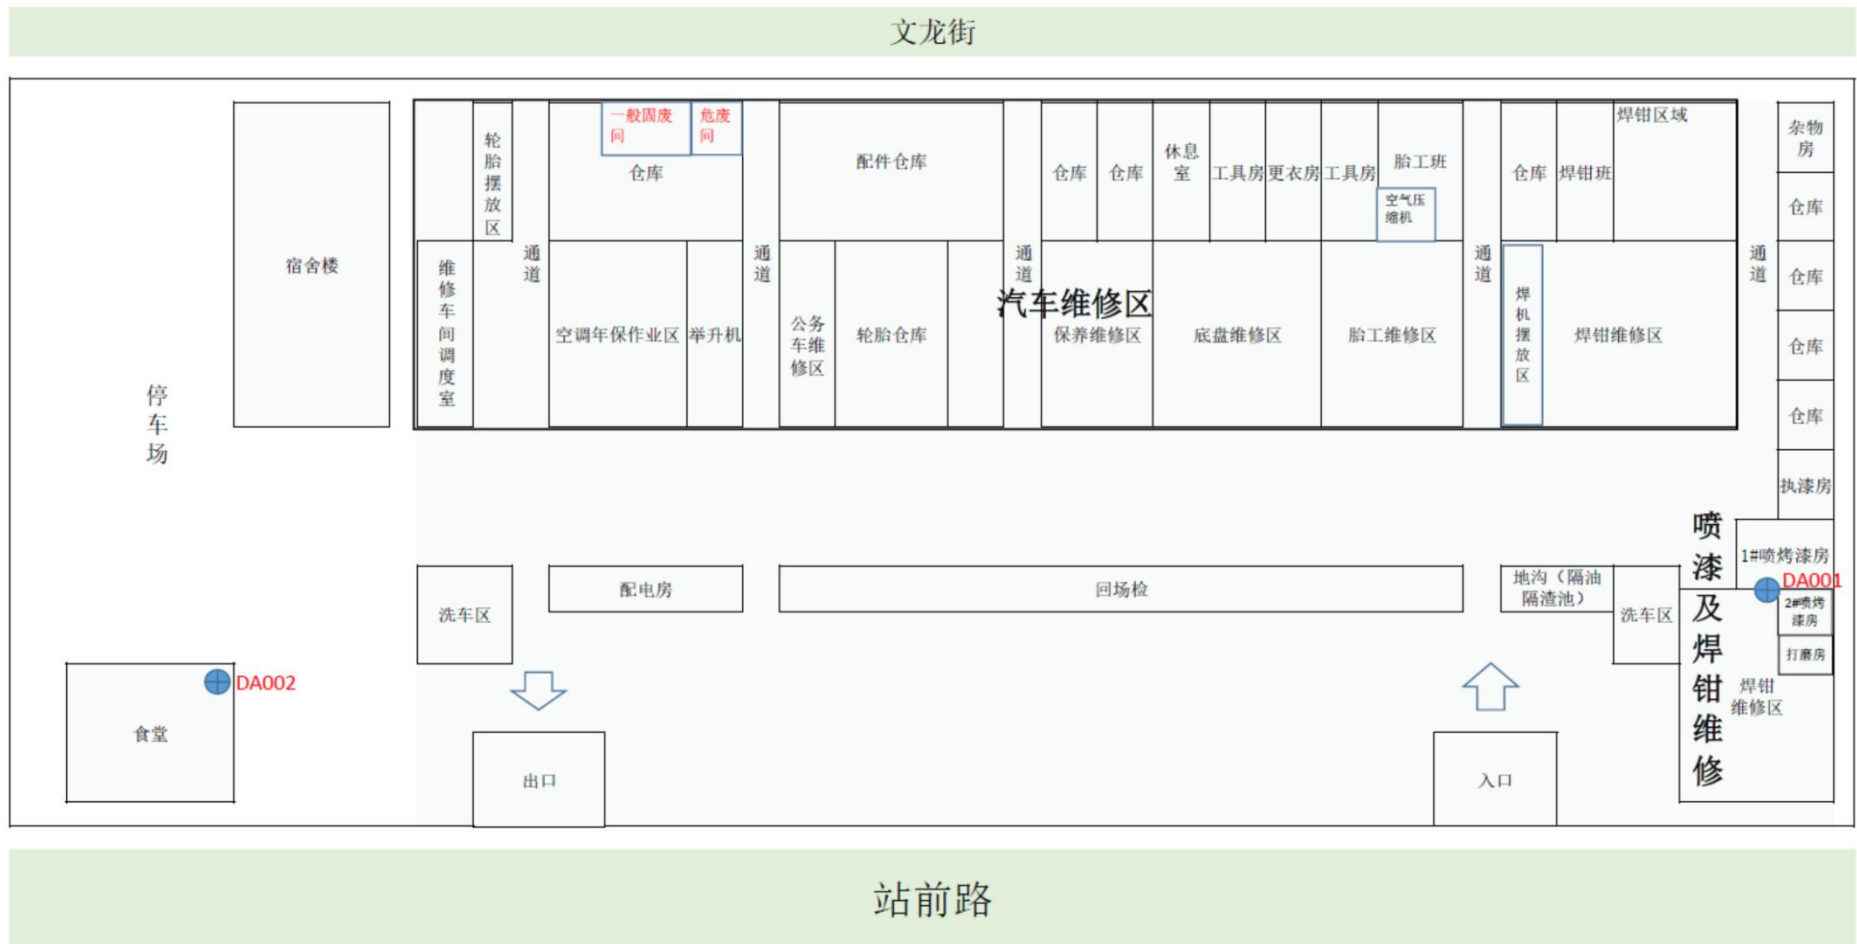 文龙街
宿舍楼
停
车
场
轮
胎
摆
放
区
维
修
车
间
调
度
室
通
道
一般固废
间
危废
间
仓库
空调年保作业区
举升机
通
道
配件仓库
公务
车维
修区
轮胎仓库
通
道
汽车维修区
仓库
仓库
休息
室
工具房
更衣房
工具房
胎工班
空气压
缩机
保养维修区
底盘维修区
胎工维修区
通
道
仓库
焊钳班
焊钳区域
焊
机
摆
放
区
焊钳维修区
通
道
杂物
房
仓库
仓库
仓库
仓库
执漆房
1#喷烤漆房
DA001
2#喷烤
漆房
打磨房
喷
漆
及
焊
钳
维
修
焊钳
维修区
洗车区
配电房
回场检
地沟（隔油
隔渣池）
洗车区
DA002
食堂
出口
入口
站前路